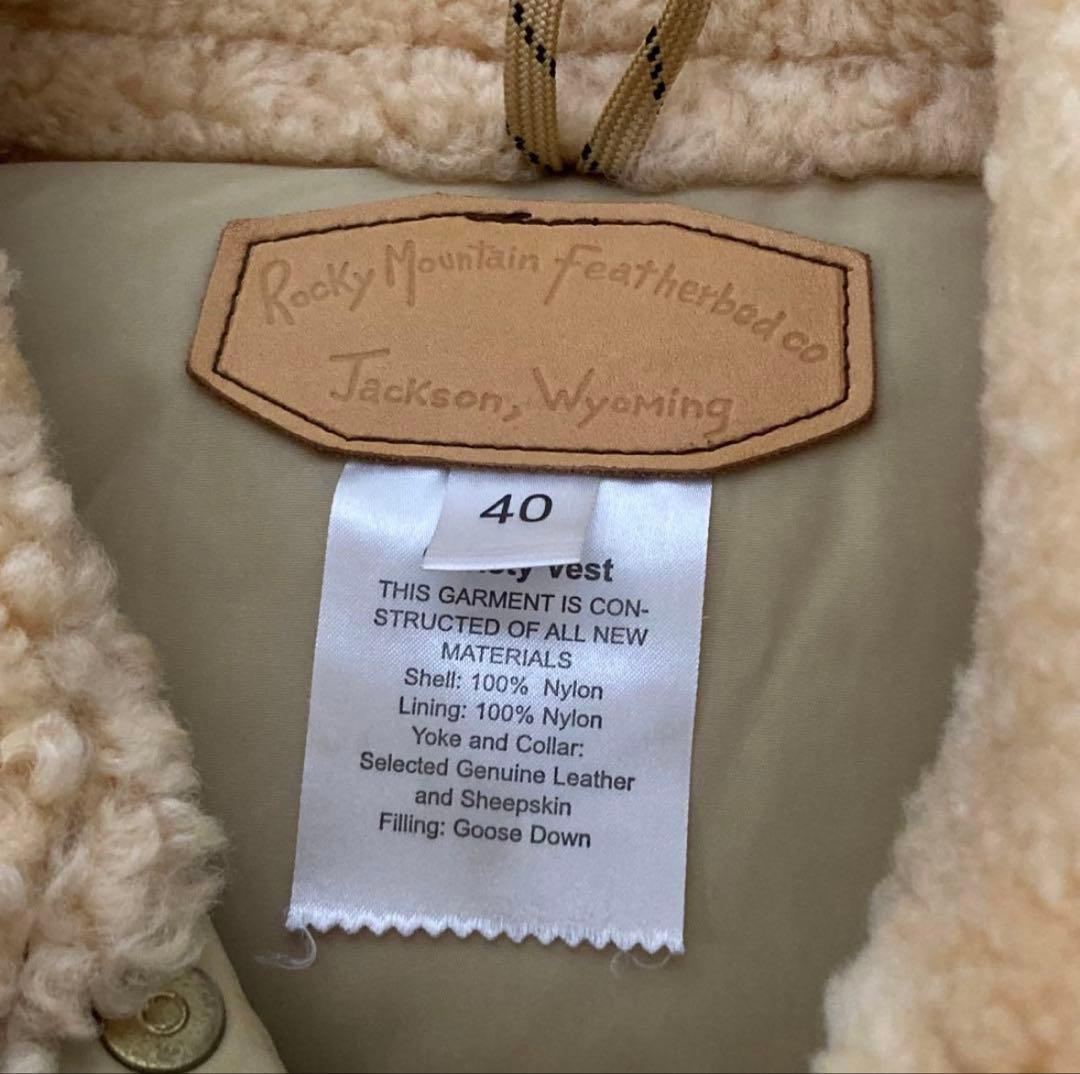 Rocky Mountain Featherbed co
Jackson, Wyoming
40
Vest
THIS GARMENT IS CON-
STRUCTED OF ALL NEW
MATERIALS
Shell: 100% Nylon
Lining: 100% Nylon
Yoke and Collar:
Selected Genuine Leather
and Sheepskin
Filling: Goose Down